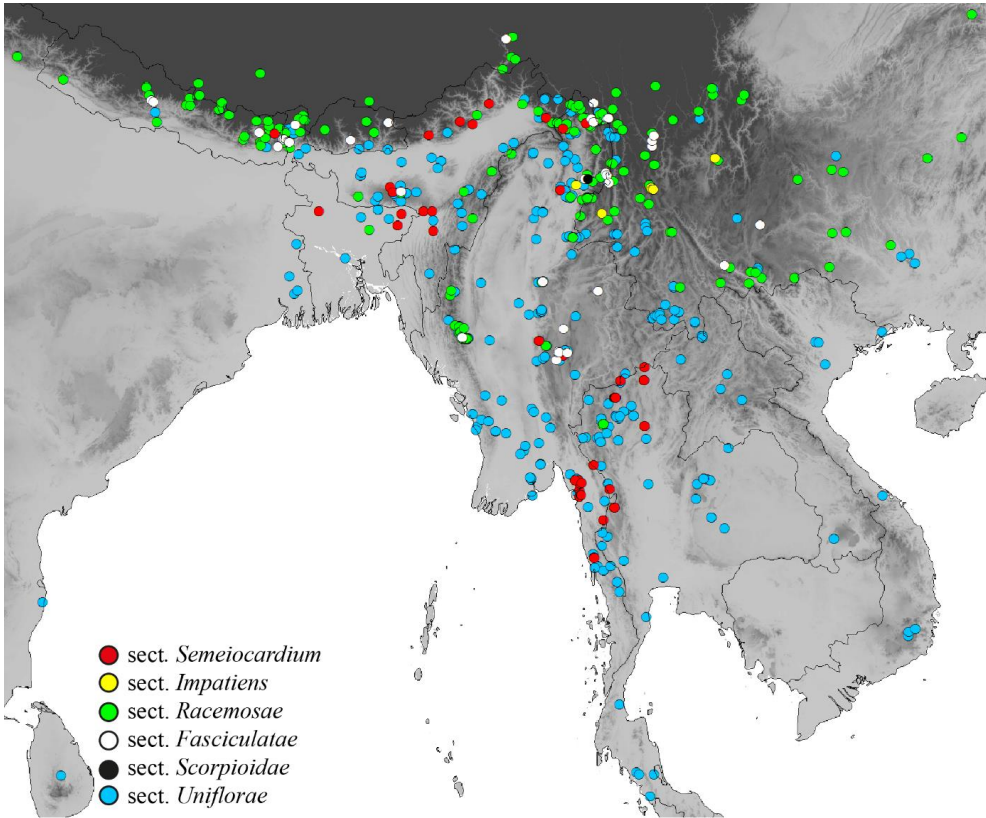 sect. Semeiocardium
sect. Impatiens
sect. Racemosae
sect. Fasciculatae
sect. Scorpioidae
sect. Uniflorae